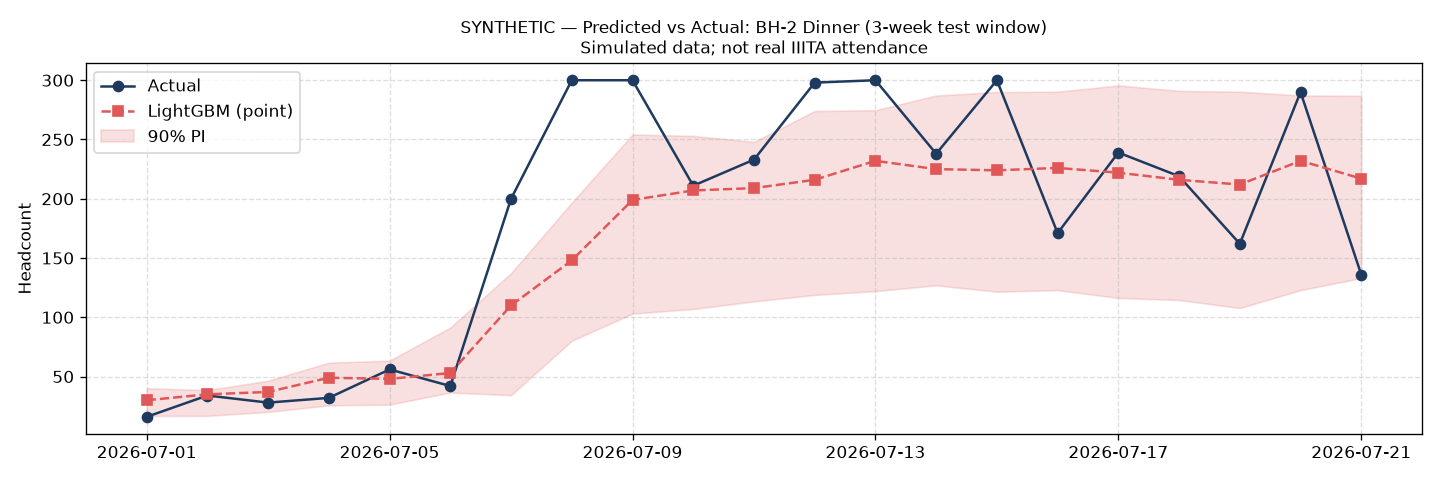 SYNTHETIC — Predicted vs Actual: BH-2 Dinner (3-week test window)
Simulated data; not real IIITA attendance
Actual
LightGBM (point)
90% PI
Headcount
300
250
200
150
100
50
2026-07-01
2026-07-05
2026-07-09
2026-07-13
2026-07-17
2026-07-21